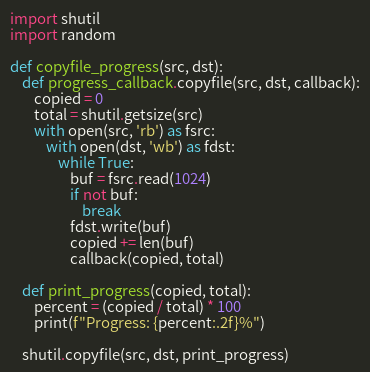 import shutil
import random

def copyfile_progress(src, dst):
    def progress_callback.copyfile(src, dst, callback):
        copied = 0
        total = shutil.getsize(src)
        with open(src, 'rb') as fsrc:
            with open(dst, 'wb') as fdst:
                while True:
                    buf = fsrc.read(1024)
                    if not buf:
                        break
                    fdst.write(buf)
                    copied += len(buf)
                    callback(copied, total)

    def print_progress(copied, total):
        percent = (copied / total) * 100
        print(f"Progress: {percent:.2f}%")

    shutil.copyfile(src, dst, print_progress)